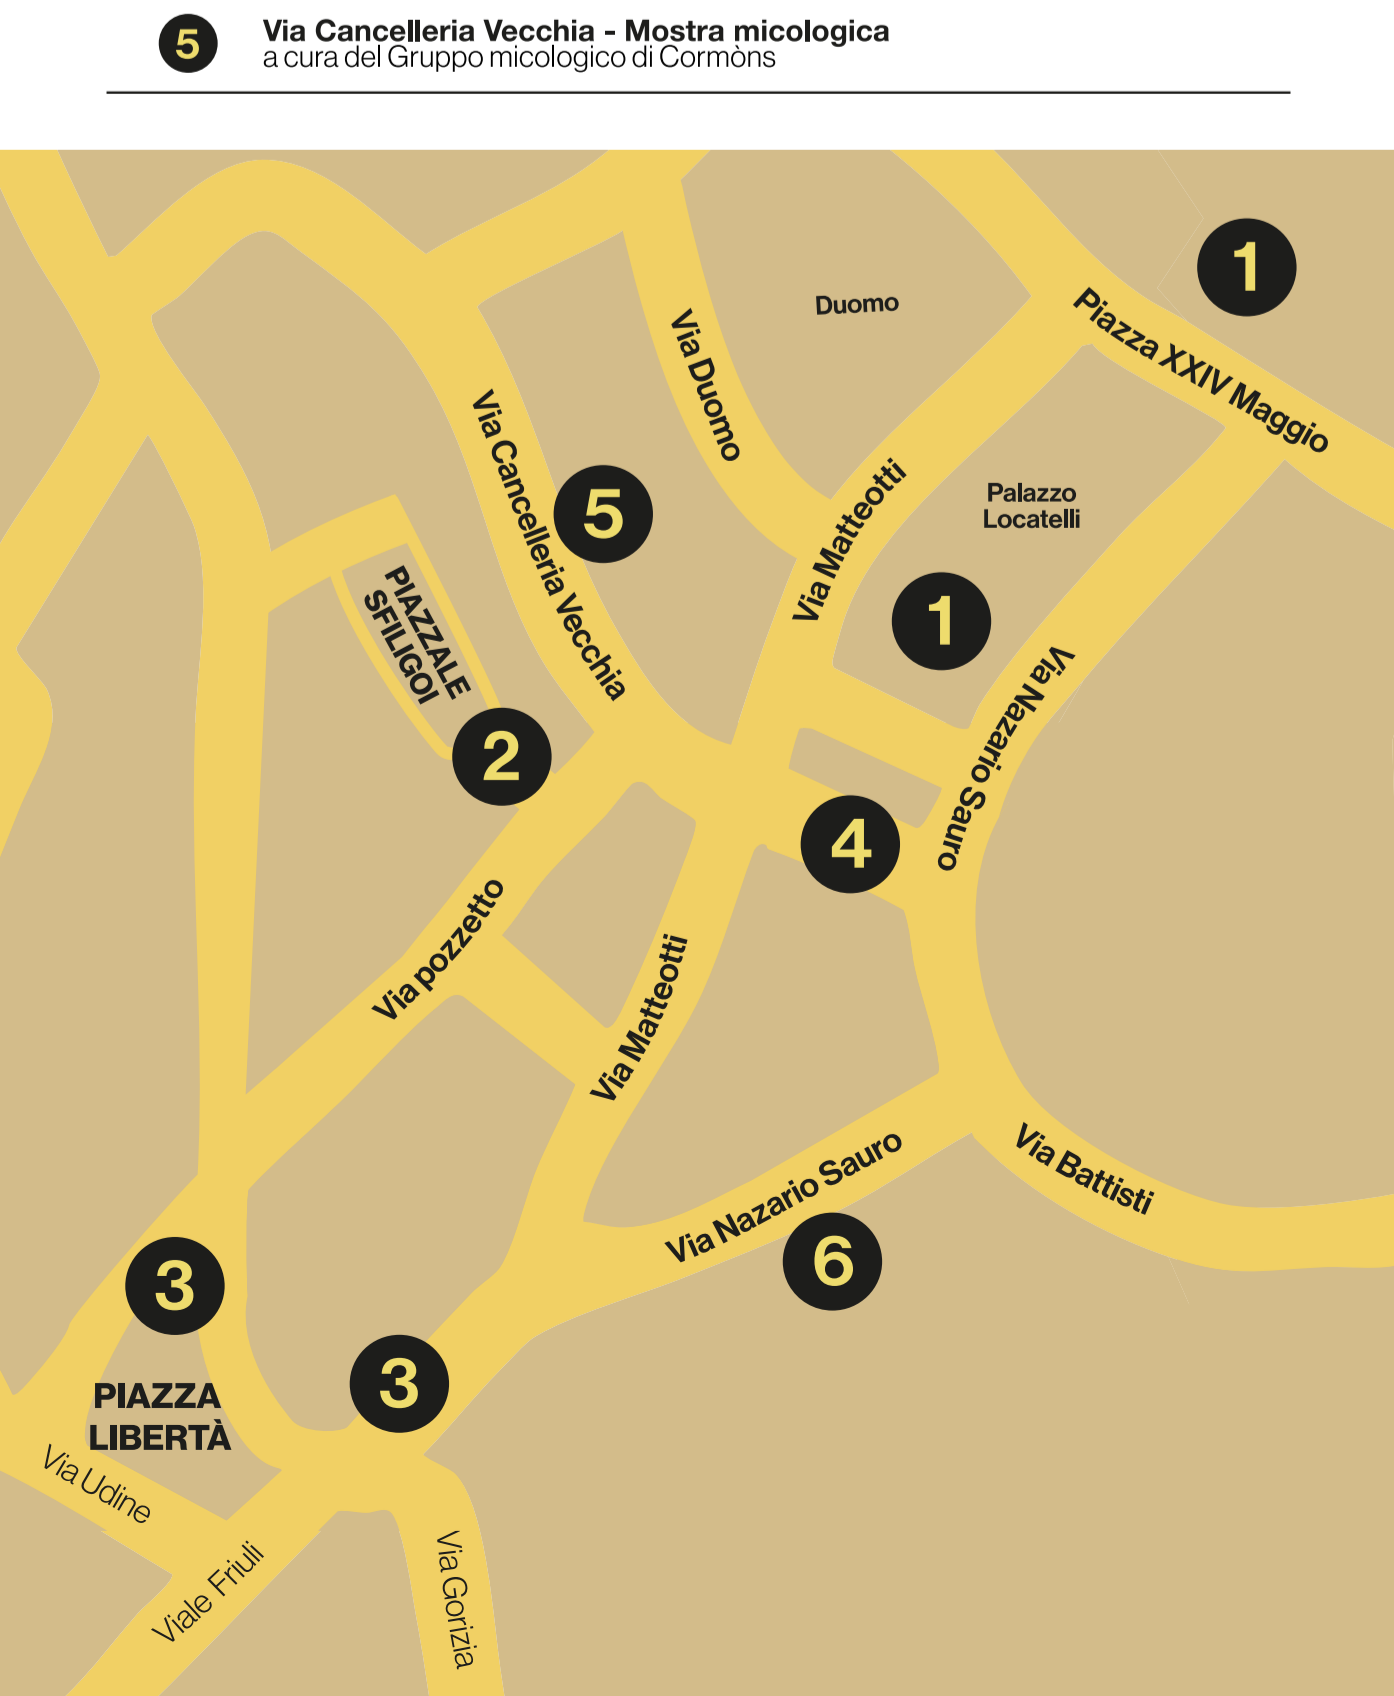 5
Via Cancelleria Vecchia - Mostra micologica
a cura del Gruppo micologico di Cormòns
1
Duomo
Piazza XXIV Maggio
Via Duomo
Via Cancelleria Vecchia
5
Via Matteotti
Palazzo
Locatelli
1
PIAZZALE
SFILIGOI
2
Via Nazario Sauro
4
Via pozzetto
Via Matteotti
Via Nazario Sauro
Via Battisti
6
3
3
PIAZZA
LIBERTÀ
Via Udine
Viale Friuli
Via Gorizia